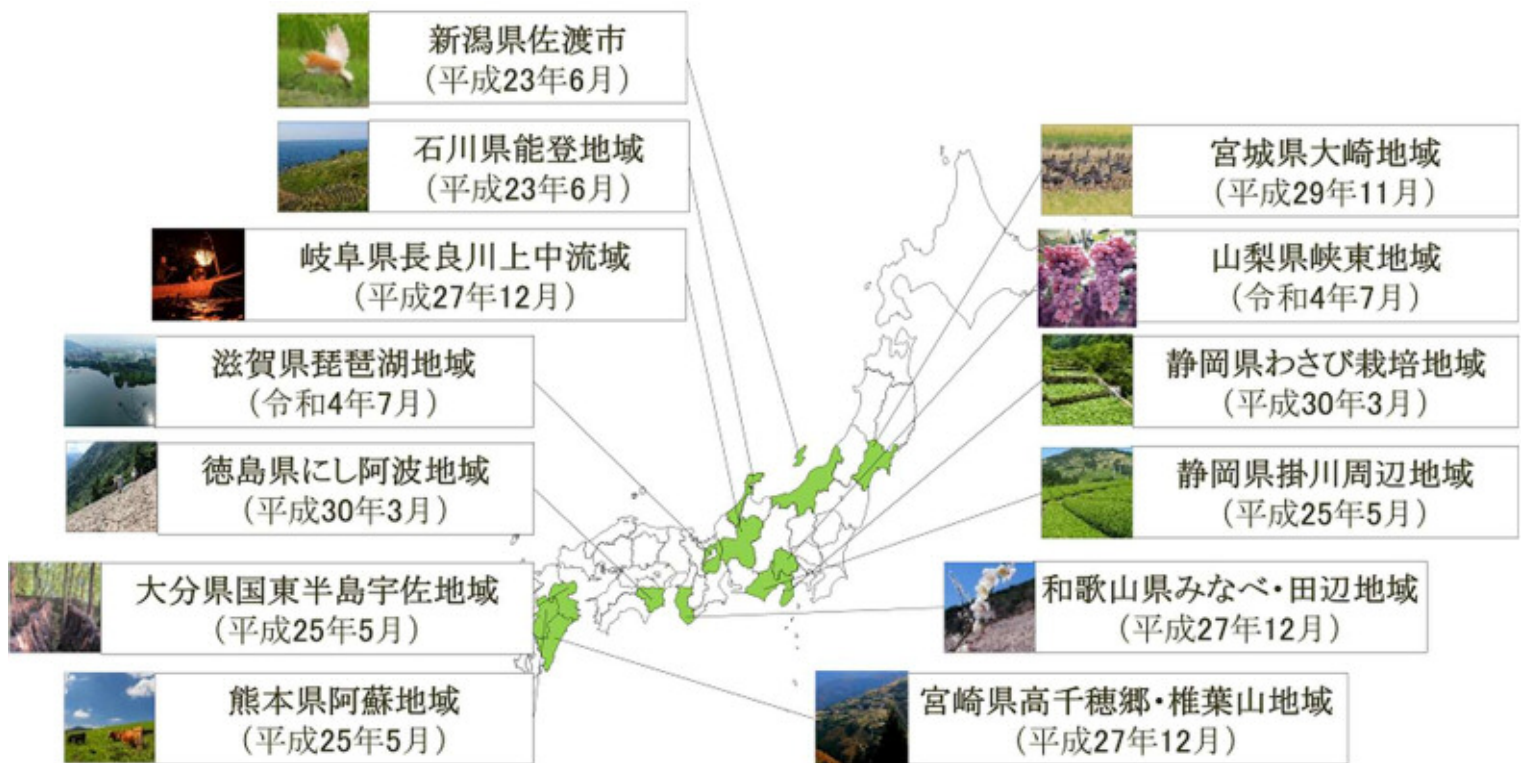 新潟県佐渡市
(平成23年6月)
石川県能登地域
(平成23年6月)
岐阜県長良川上中流域
(平成27年12月)
滋賀県琵琶湖地域
(令和4年7月)
徳島県にし阿波地域
(平成30年3月)
大分県国東半島宇佐地域
(平成25年5月)
熊本県阿蘇地域
(平成25年5月)
宮城県大崎地域
(平成29年11月)
山梨県峡東地域
(令和4年7月)
静岡県わさび栽培地域
(平成30年3月)
静岡県掛川周辺地域
(平成25年5月)
和歌山県みなべ・田辺地域
(平成27年12月)
宮崎県高千穂郷・椎葉山地域
(平成27年12月)